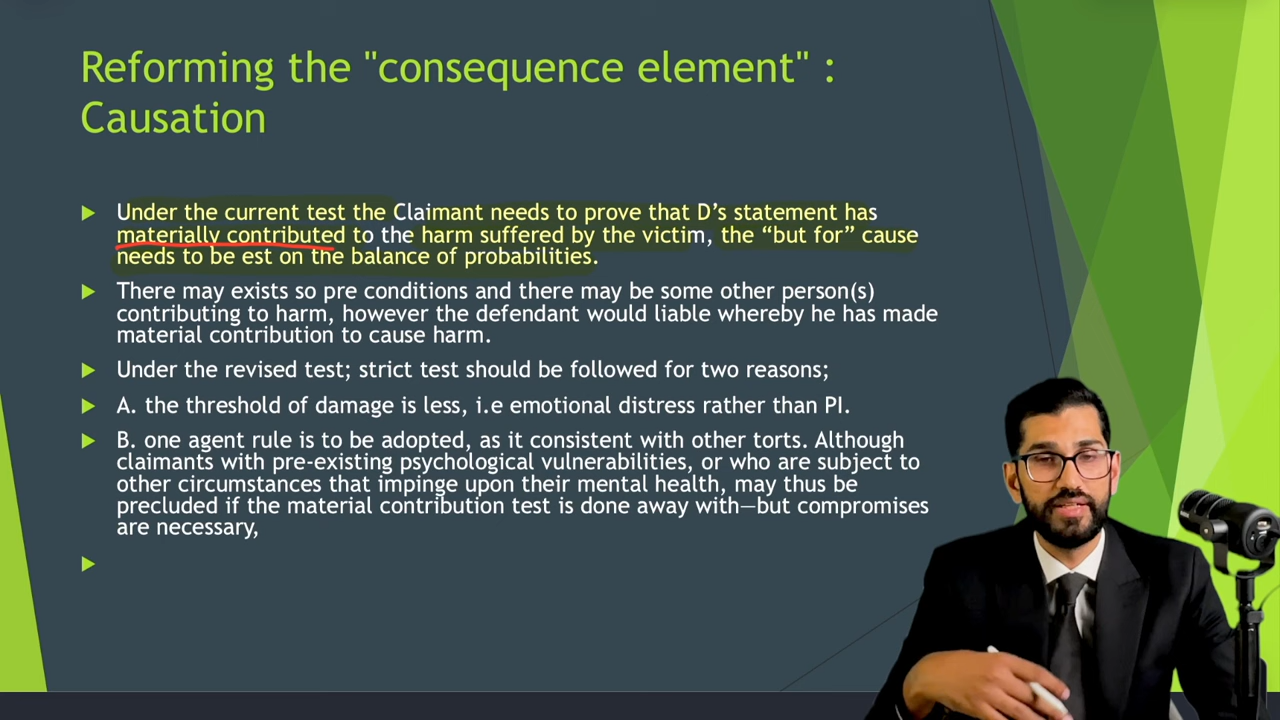 Reforming the "consequence element" :
Causation
Under the current test the Claimant needs to prove that D’s statement has
materially contributed to the harm suffered by the victim, the “but for” cause
needs to be est on the balance of probabilities.
There may exists so pre conditions and there may be some other person(s)
contributing to harm, however the defendant would liable whereby he has made
material contribution to cause harm.
Under the revised test; strict test should be followed for two reasons;
A. the threshold of damage is less, i.e emotional distress rather than PI.
B. one agent rule is to be adopted, as it consistent with other torts. Although
claimants with pre-existing psychological vulnerabilities, or who are subject to
other circumstances that impinge upon their mental health, may thus be
precluded if the material contribution test is done away with—but compromises
are necessary,